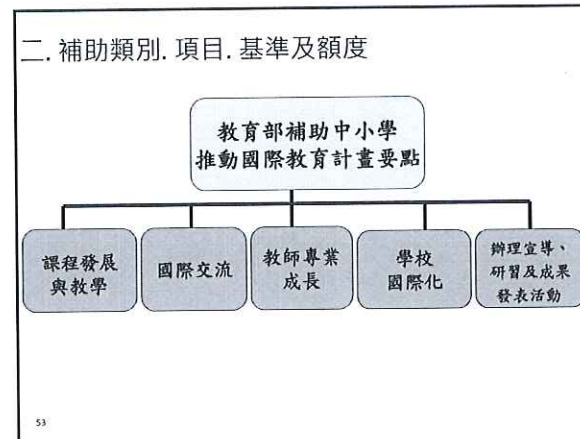 二. 補助類別. 項目. 基準及額度
教育部補助中小學
推動國際教育計畫要點
課程發展
與教學
國際交流
教師專業
成長
學校
國際化
辦理宣導、
研習及成果
發表活動
53